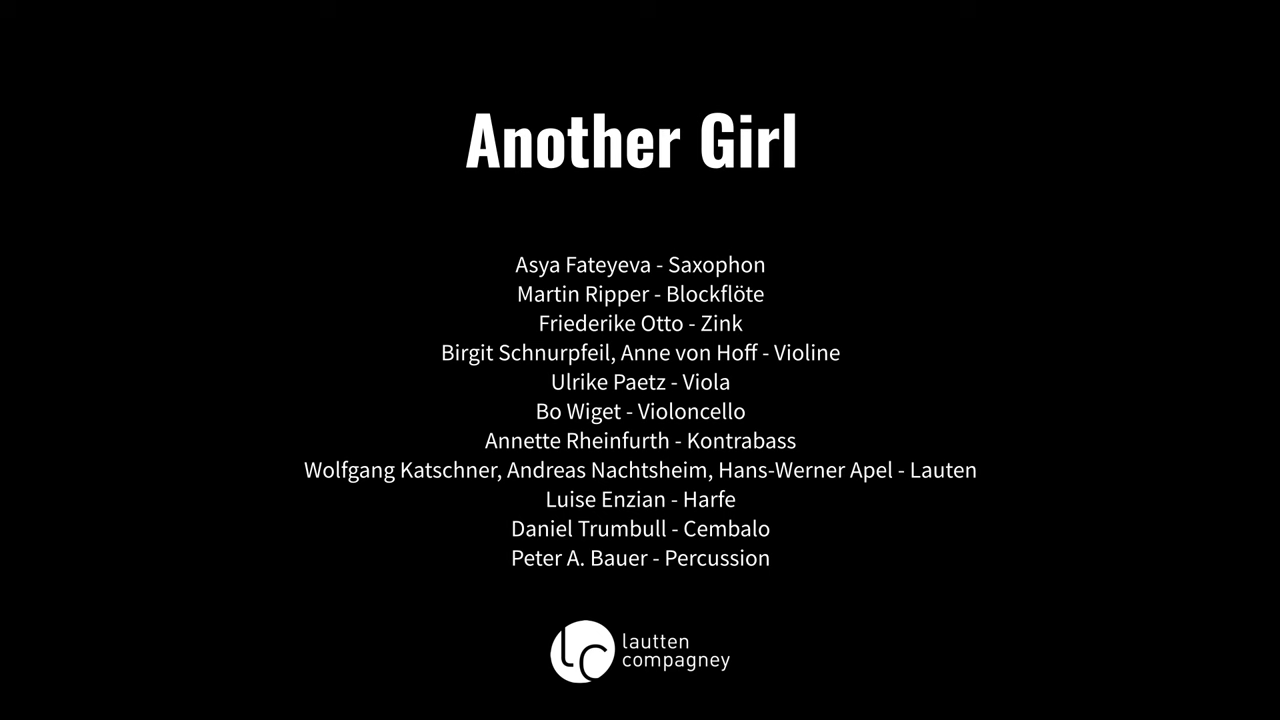 Another Girl
Asya Fateyeva - Saxophon
Martin Ripper - Blockflöte
Friederike Otto - Zink
Birgit Schnurpfeil, Anne von Hoff - Violine
Ulrike Paetz - Viola
Bo Wiget - Violoncello
Annette Rheinfurth - Kontrabass
Wolfgang Katschner, Andreas Nachtsheim, Hans-Werner Apel - Lauten
Luise Enzian - Harfe
Daniel Trumbull - Cembalo
Peter A. Bauer - Percussion
LC
lautten
compagney